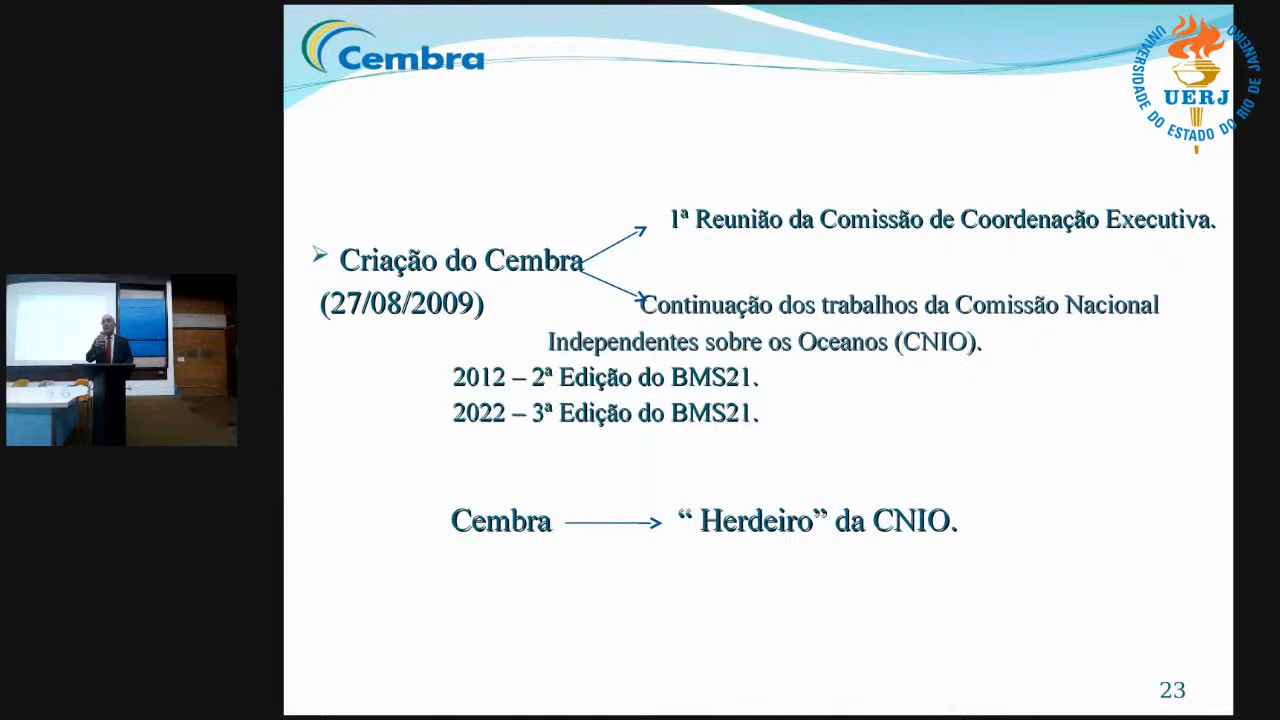 Cembra
UNIVERSIDADE DO ESTADO DO RIO DE JANEIRO
UERJ
1ª Reunião da Comissão de Coordenação Executiva.
Criação do Cembra
(27/08/2009)
Continuação dos trabalhos da Comissão Nacional
Independentes sobre os Oceanos (CNIO).
2012 – 2ª Edição do BMS21.
2022 – 3ª Edição do BMS21.
Cembra “ Herdeiro” da CNIO.
23